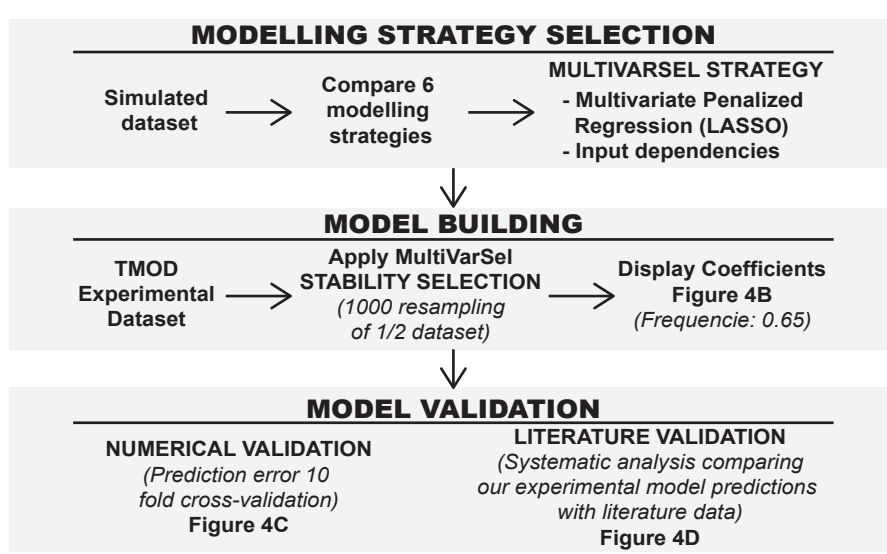 MODELLING STRATEGY SELECTION
Simulated
dataset
Compare 6
modelling
strategies
MULTIVARSEL STRATEGY
- Multivariate Penalized
Regression (LASSO)
- Input dependencies
MODEL BUILDING
TMOD
Experimental
Dataset
Apply MultiVarSel
STABILITY SELECTION
(1000 resampling
of 1/2 dataset)
Display Coefficients
Figure 4B
(Frequencie: 0.65)
MODEL VALIDATION
NUMERICAL VALIDATION
(Prediction error 10
fold cross-validation)
Figure 4C
LITERATURE VALIDATION
(Systematic analysis comparing
our experimental model predictions
with literature data)
Figure 4D